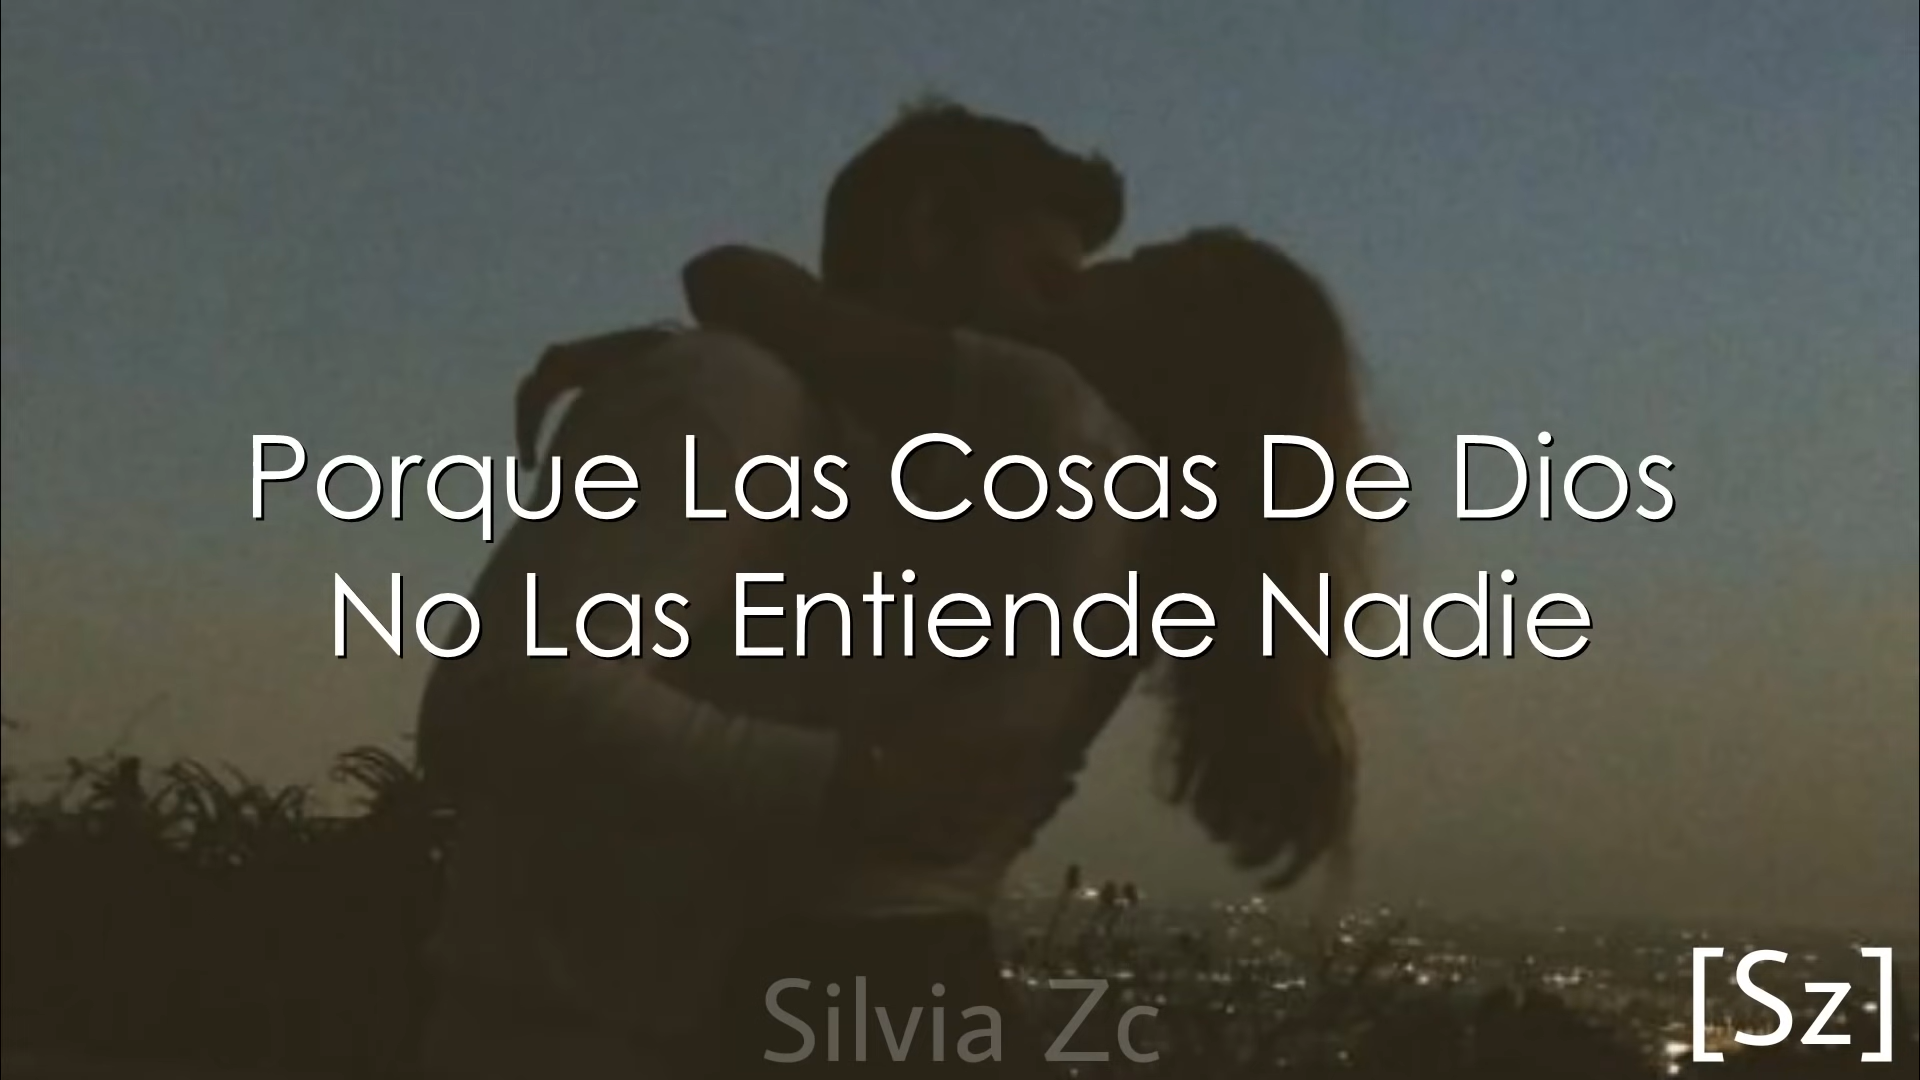 Porque Las Cosas De Dios
No Las Entiende Nadie
Silvia Zc
[Sz]